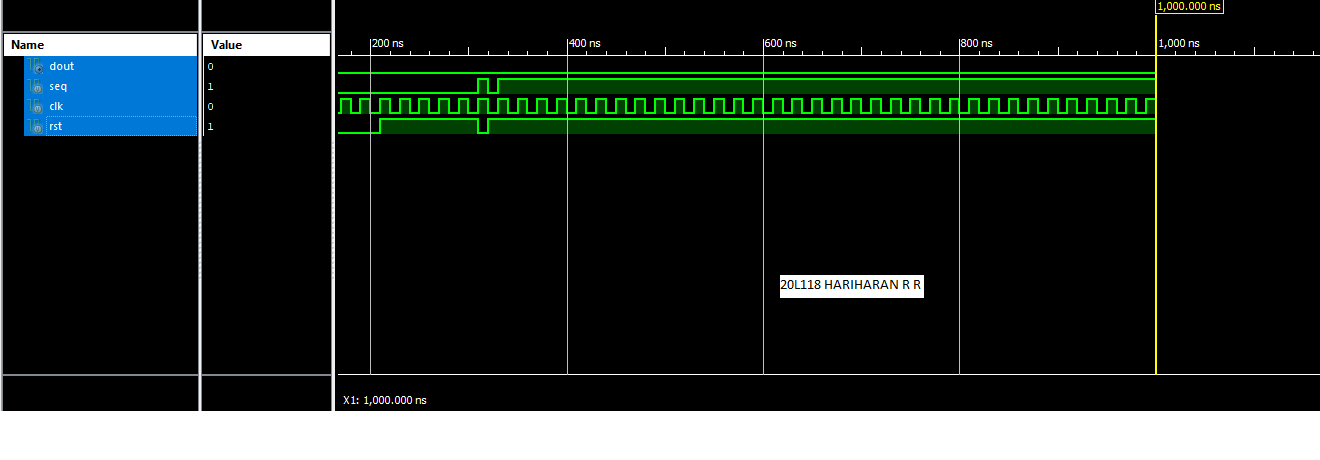 1,000.000 ns
Name Value
200 ns 400 ns 600 ns 800 ns 1,000 ns
dout 0
seq 1
clk 0
rst 1
20L118 HARIHARAN R R
X1: 1,000.000 ns